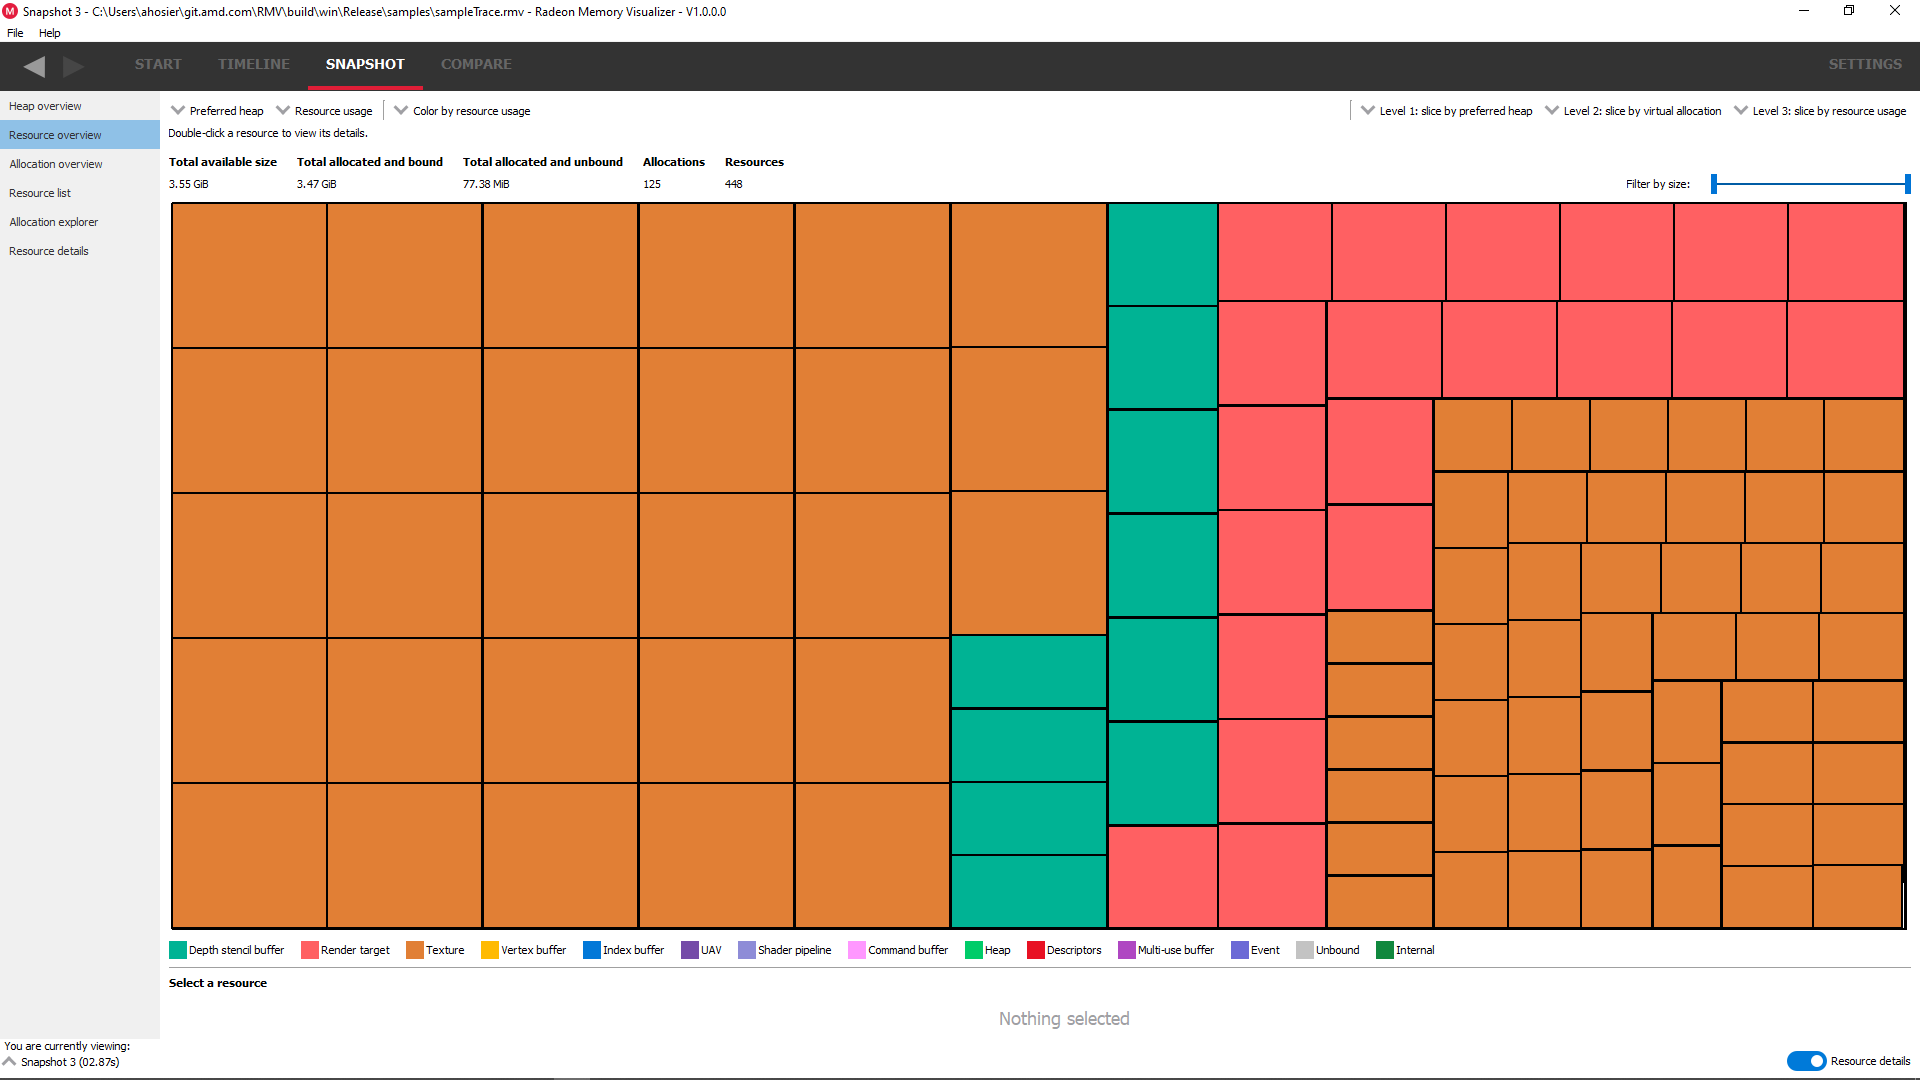 M Snapshot 3 - C:\Users\ahosier\git.amd.com\RMV\build\win\Release\samples\sampleTrace.rmv - Radeon Memory Visualizer - V1.0.0.0
File Help
START TIMELINE SNAPSHOT COMPARE SETTINGS
Heap overview
Resource overview
Allocation overview
Resource list
Allocation explorer
Resource details
Preferred heap Resource usage Color by resource usage Level 1: slice by preferred heap Level 2: slice by virtual allocation Level 3: slice by resource usage
Double-click a resource to view its details.
Total available size Total allocated and bound Total allocated and unbound Allocations Resources
3.55 GiB 3.47 GiB 77.38 MiB 125 448 Filter by size:
Depth stencil buffer Render target Texture Vertex buffer Index buffer UAV Shader pipeline Command buffer Heap Descriptors Multi-use buffer Event Unbound Internal
Select a resource
Nothing selected
You are currently viewing:
Snapshot 3 (02.87s) Resource details